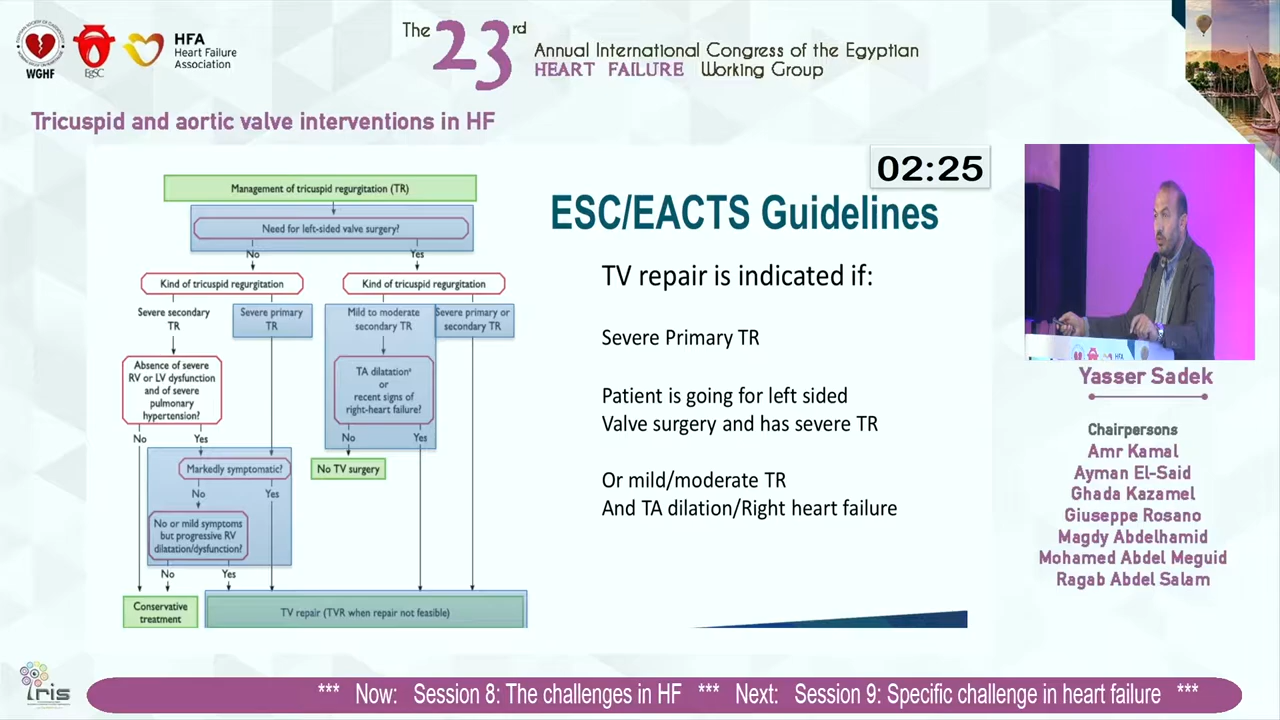 WGHF
EgSC
HFA
Heart Failure
Association
The 23rd
Annual International Congress of the Egyptian
HEART FAILURE Working Group
Tricuspid and aortic valve interventions in HF
02:25
Management of tricuspid regurgitation (TR)
Need for left-sided valve surgery?
No
Yes
Kind of tricuspid regurgitation
Kind of tricuspid regurgitation
Severe secondary
TR
Severe primary
TR
Mild to moderate
secondary TR
Severe primary or
secondary TR
Absence of severe
RV or LV dysfunction
and of severe
pulmonary
hypertension?
TA dilatationᵃ
or
recent signs of
right-heart failure?
No
Yes
No
Yes
Markedly symptomatic?
No TV surgery
No
Yes
No or mild symptoms
but progressive RV
dilatation/dysfunction?
No
Yes
Conservative
treatment
TV repair (TVR when repair not feasible)
ESC/EACTS Guidelines
TV repair is indicated if:
Severe Primary TR
Patient is going for left sided
Valve surgery and has severe TR
Or mild/moderate TR
And TA dilation/Right heart failure
Yasser Sadek
Chairpersons
Amr Kamal
Ayman El-Said
Ghada Kazamel
Giuseppe Rosano
Magdy Abdelhamid
Mohamed Abdel Meguid
Ragab Abdel Salam
Iris
*** Now: Session 8: The challenges in HF *** Next: Session 9: Specific challenge in heart failure ***